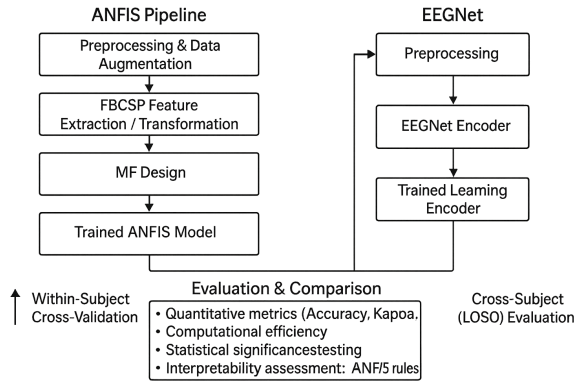 ANFIS Pipeline
Preprocessing & Data
Augmentation
FBCSP Feature
Extraction / Transformation
MF Design
Trained ANFIS Model
EEGNet
Preprocessing
EEGNet Encoder
Trained Leaming
Encoder
Within-Subject
Cross-Validation
Evaluation & Comparison
• Quantitative metrics (Accuracy, Kapoa,
• Computational efficiency
• Statistical significancestesting
• Interpretability assessment: ANF/5 rules
Cross-Subject
(LOSO) Evaluation